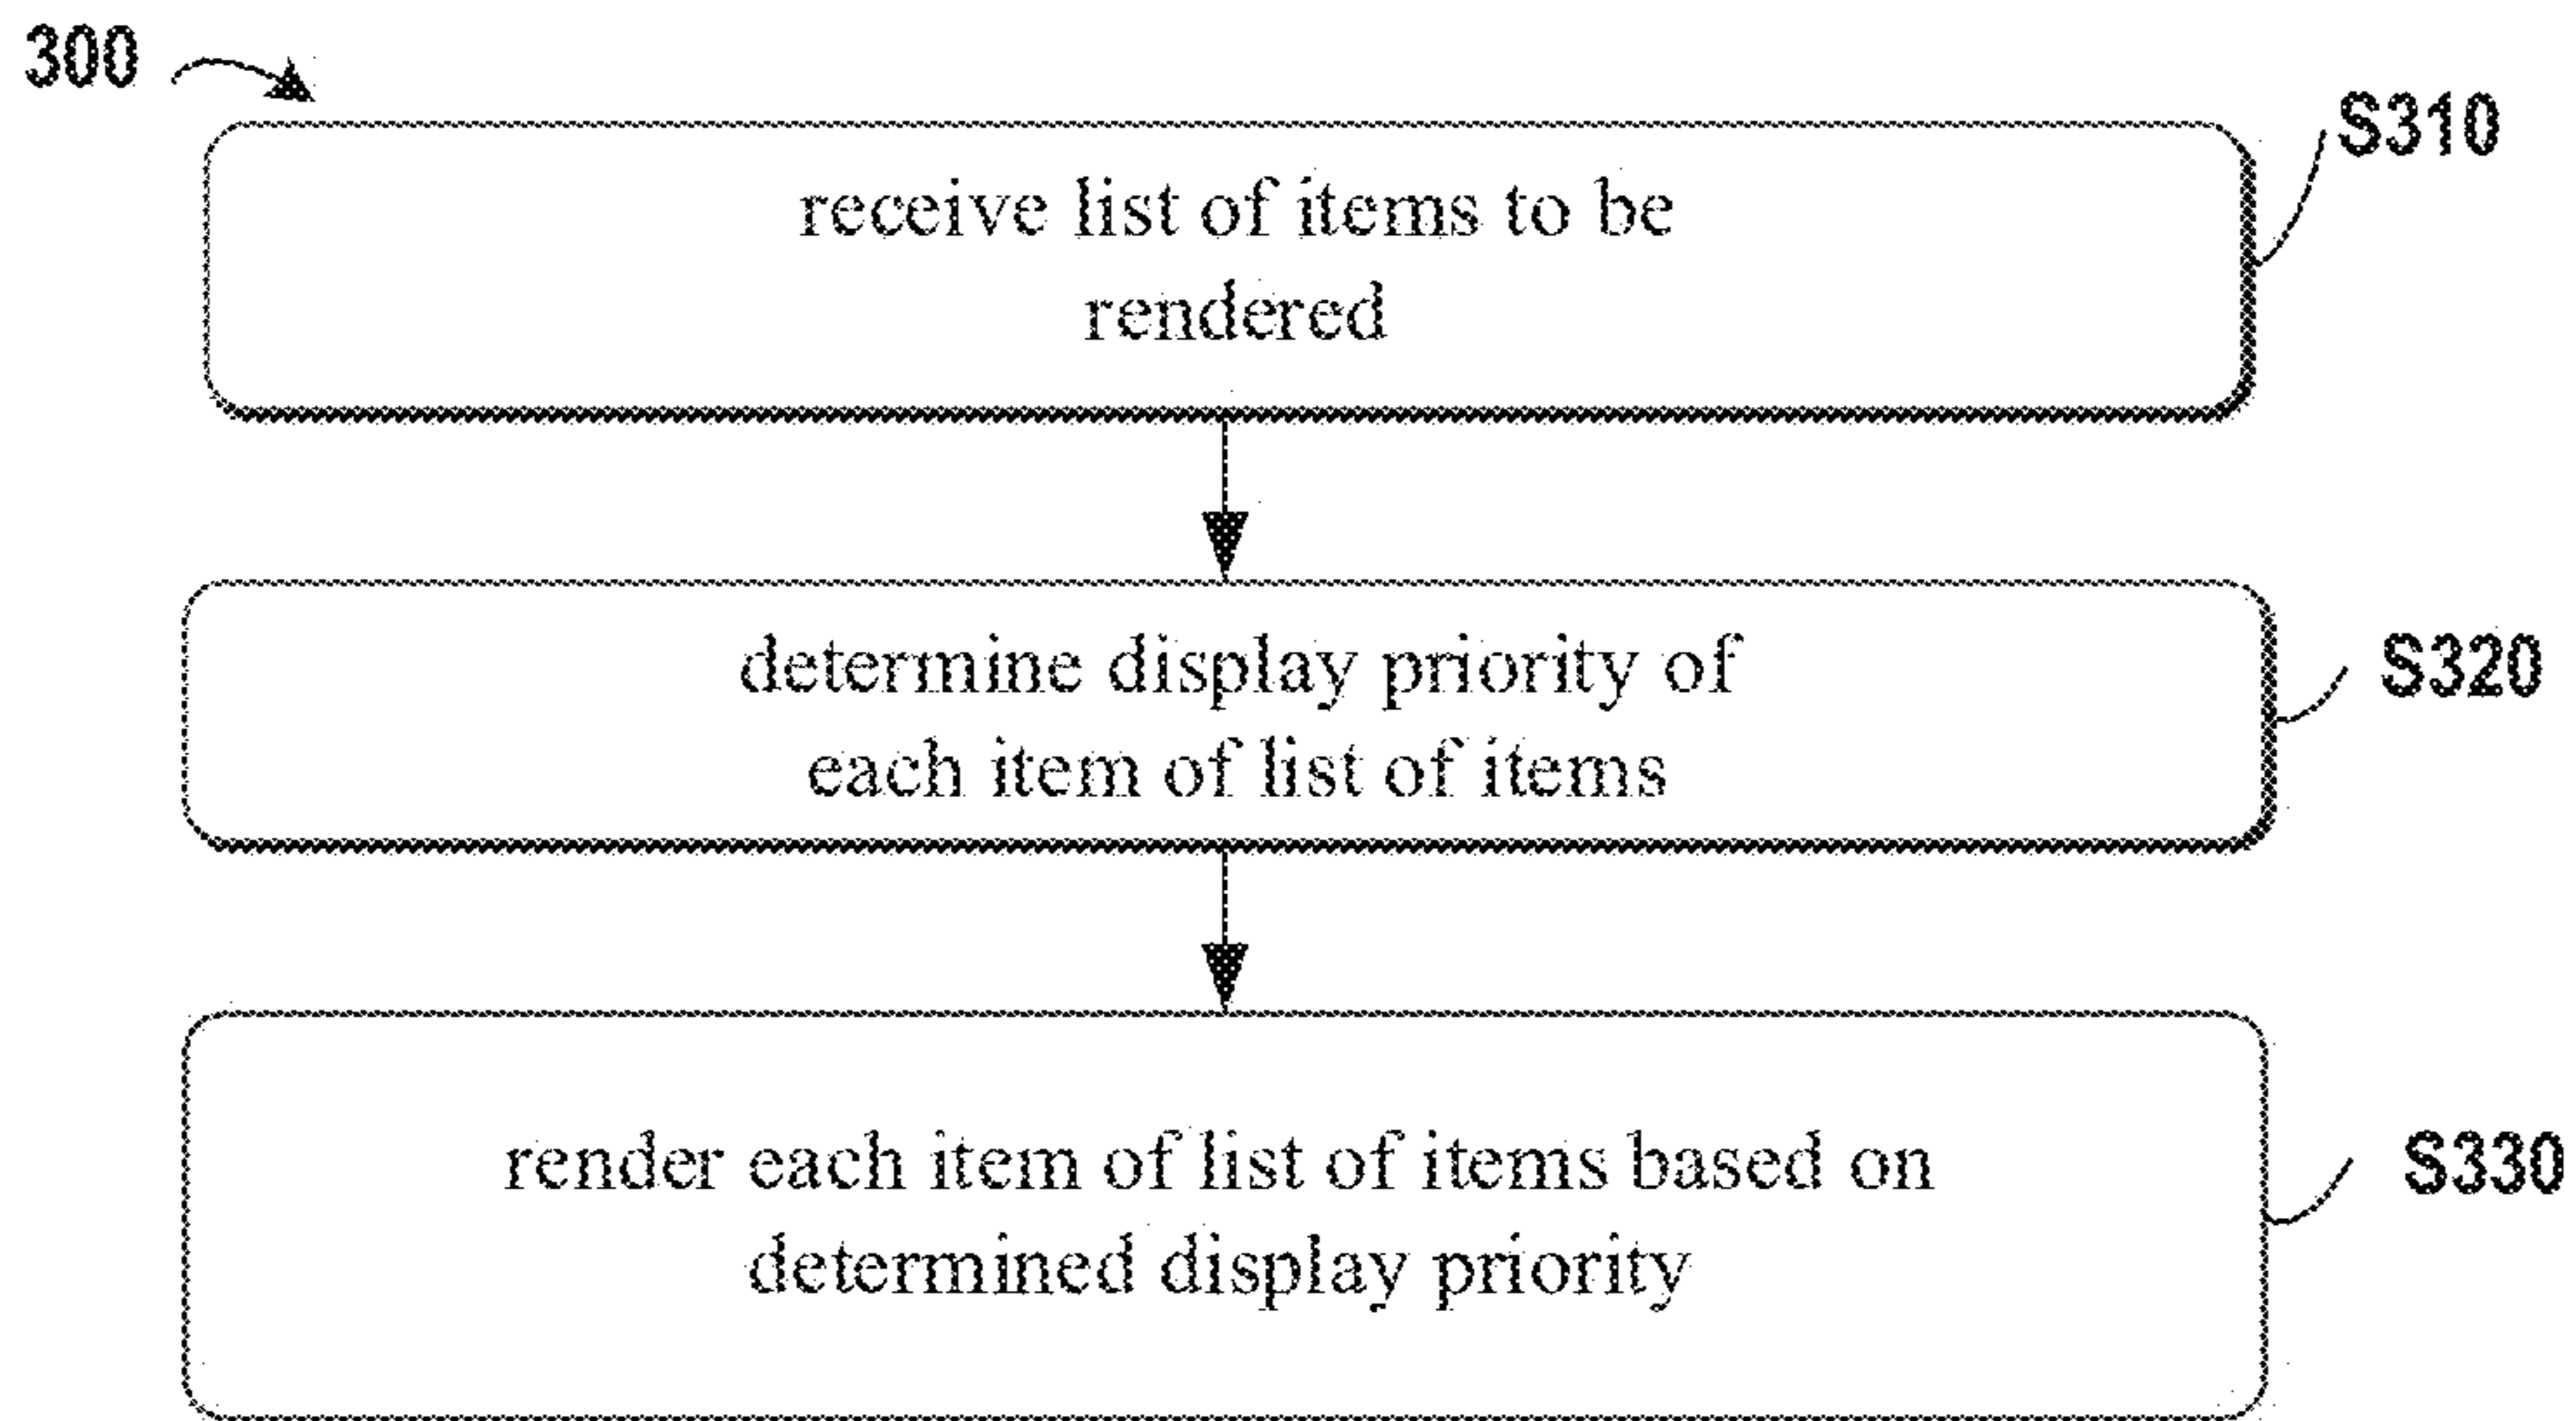 300
S310
receive list of items to be
rendered
S320
determine display priority of
each item of list of items
S330
render each item of list of items based on
determined display priority